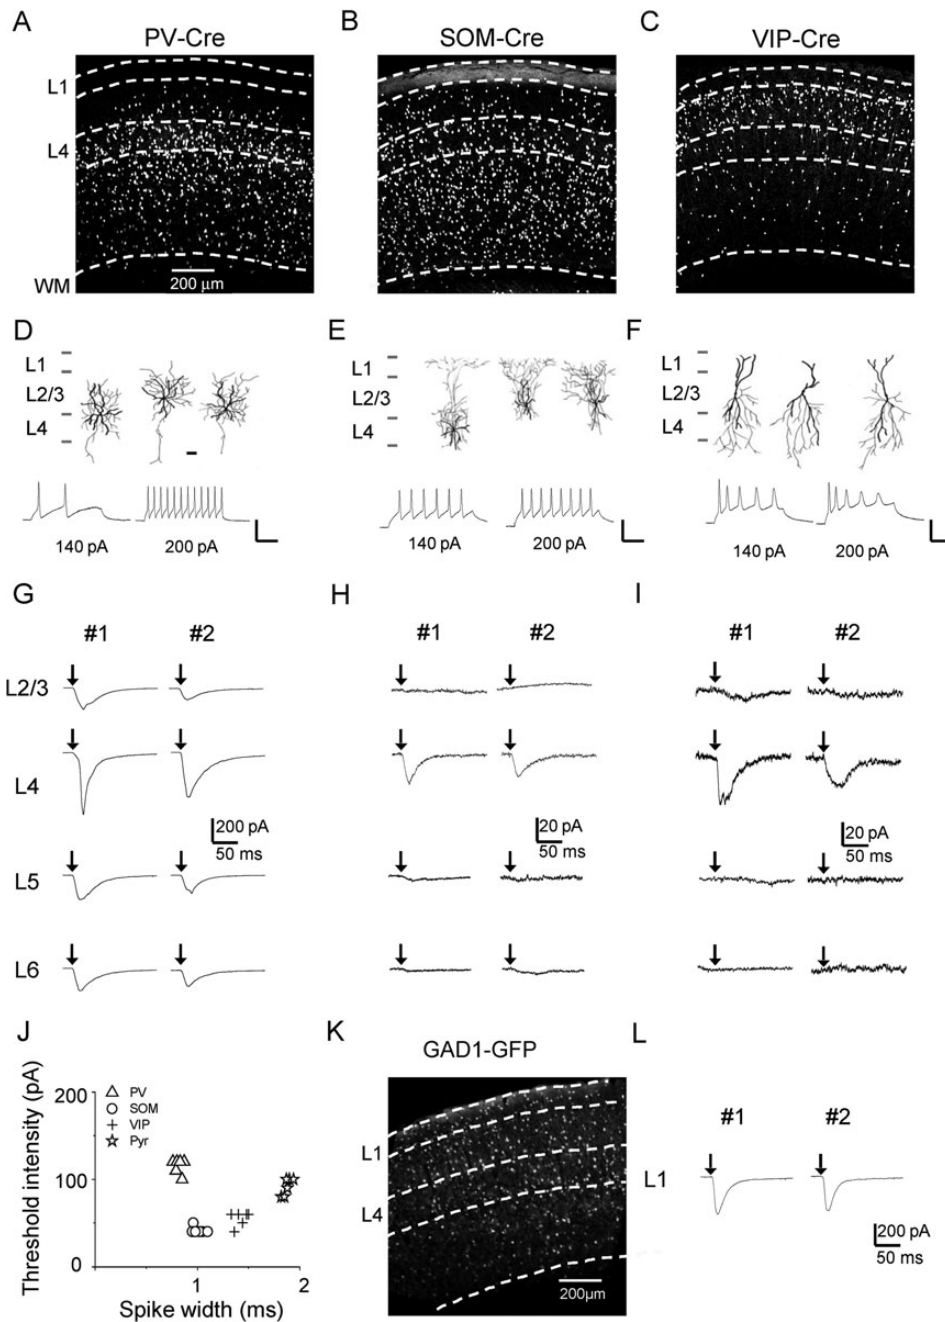 A PV-Cre
B SOM-Cre
C VIP-Cre
L1
L4
WM
200 μm
D
L1
L2/3
L4
140 pA 200 pA
E
L1
L2/3
L4
140 pA 200 pA
F
L1
L2/3
L4
140 pA 200 pA
G
#1 #2
L2/3
L4
200 pA
50 ms
L5
L6
H
#1 #2
20 pA
50 ms
I
#1 #2
20 pA
50 ms
J
Threshold intensity (pA)
200
100
0
PV
SOM
VIP
Pyr
1 2
Spike width (ms)
K
GAD1-GFP
L1
L4
200μm
L
#1 #2
L1
200 pA
50 ms